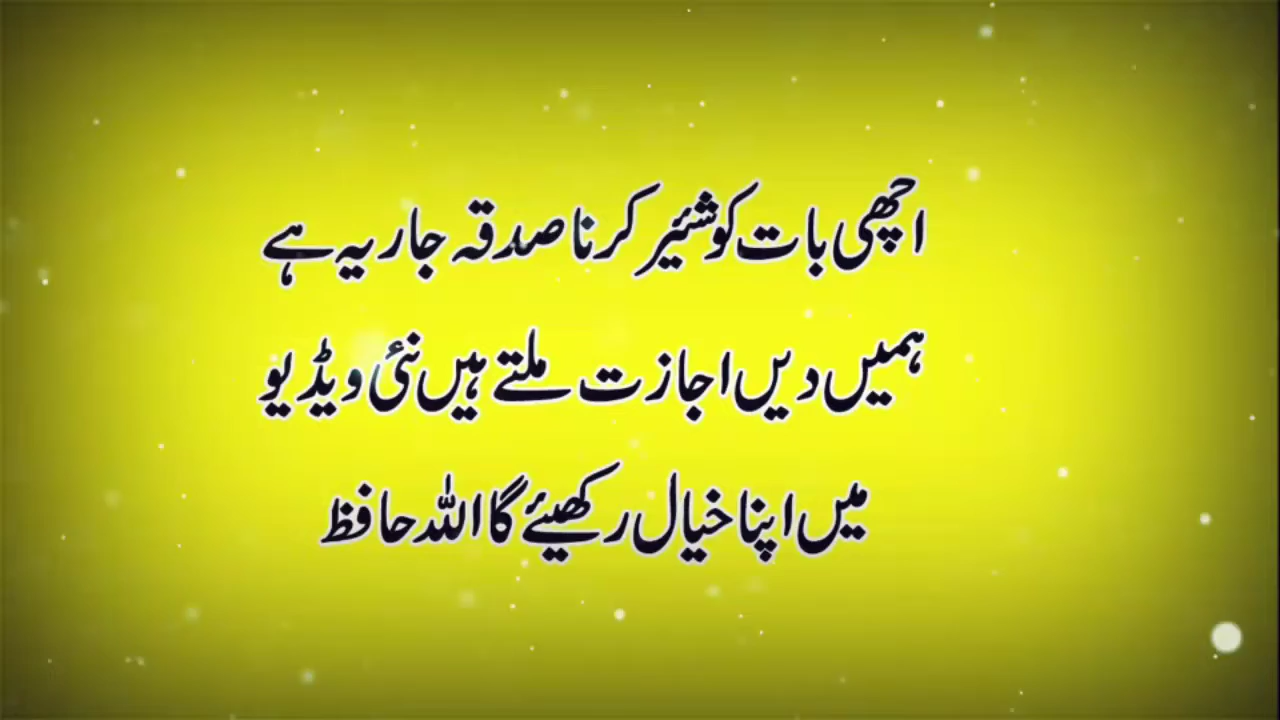 اچھی بات کو شئیر کرنا صدقہ جاریہ ہے
ہمیں دیں اجازت ملتے ہیں نئی ویڈیو
میں اپنا خیال رکھیئے گا اللہ حافظ